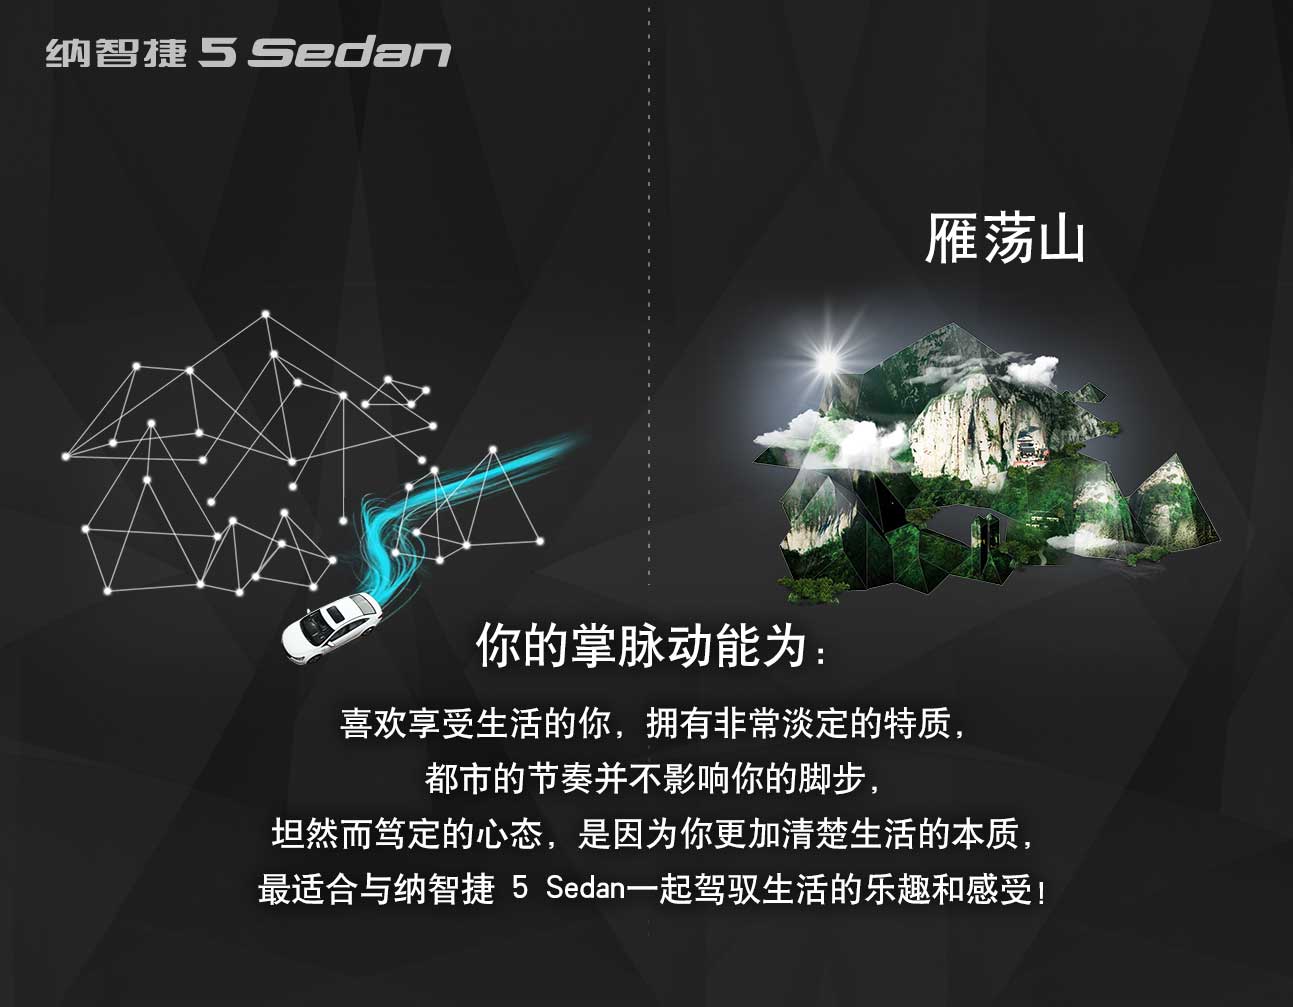 纳智捷 5 Sedan
雁荡山
你的掌脉动能为：
喜欢享受生活的你，拥有非常淡定的特质，
都市的节奏并不影响你的脚步，
坦然而笃定的心态，是因为你更加清楚生活的本质，
最适合与纳智捷 5 Sedan一起驾驭生活的乐趣和感受！